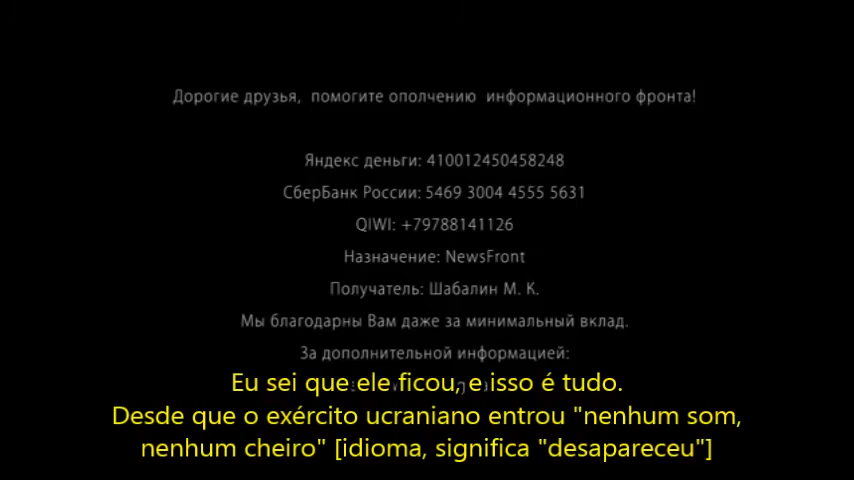 Дорогие друзья, помогите ополчению информационного фронта!
Яндекс деньги: 410012450458248
СберБанк России: 5469 3004 4555 5631
QIWI: +79788141126
Назначение: NewsFront
Получатель: Шабалин М. К.
Мы благодарны Вам даже за минимальный вклад.
За дополнительной информацией:
Eu sei que ele ficou, e isso é tudo.
Desde que o exército ucraniano entrou "nenhum som,
nenhum cheiro" [idioma, significa "desapareceu"]